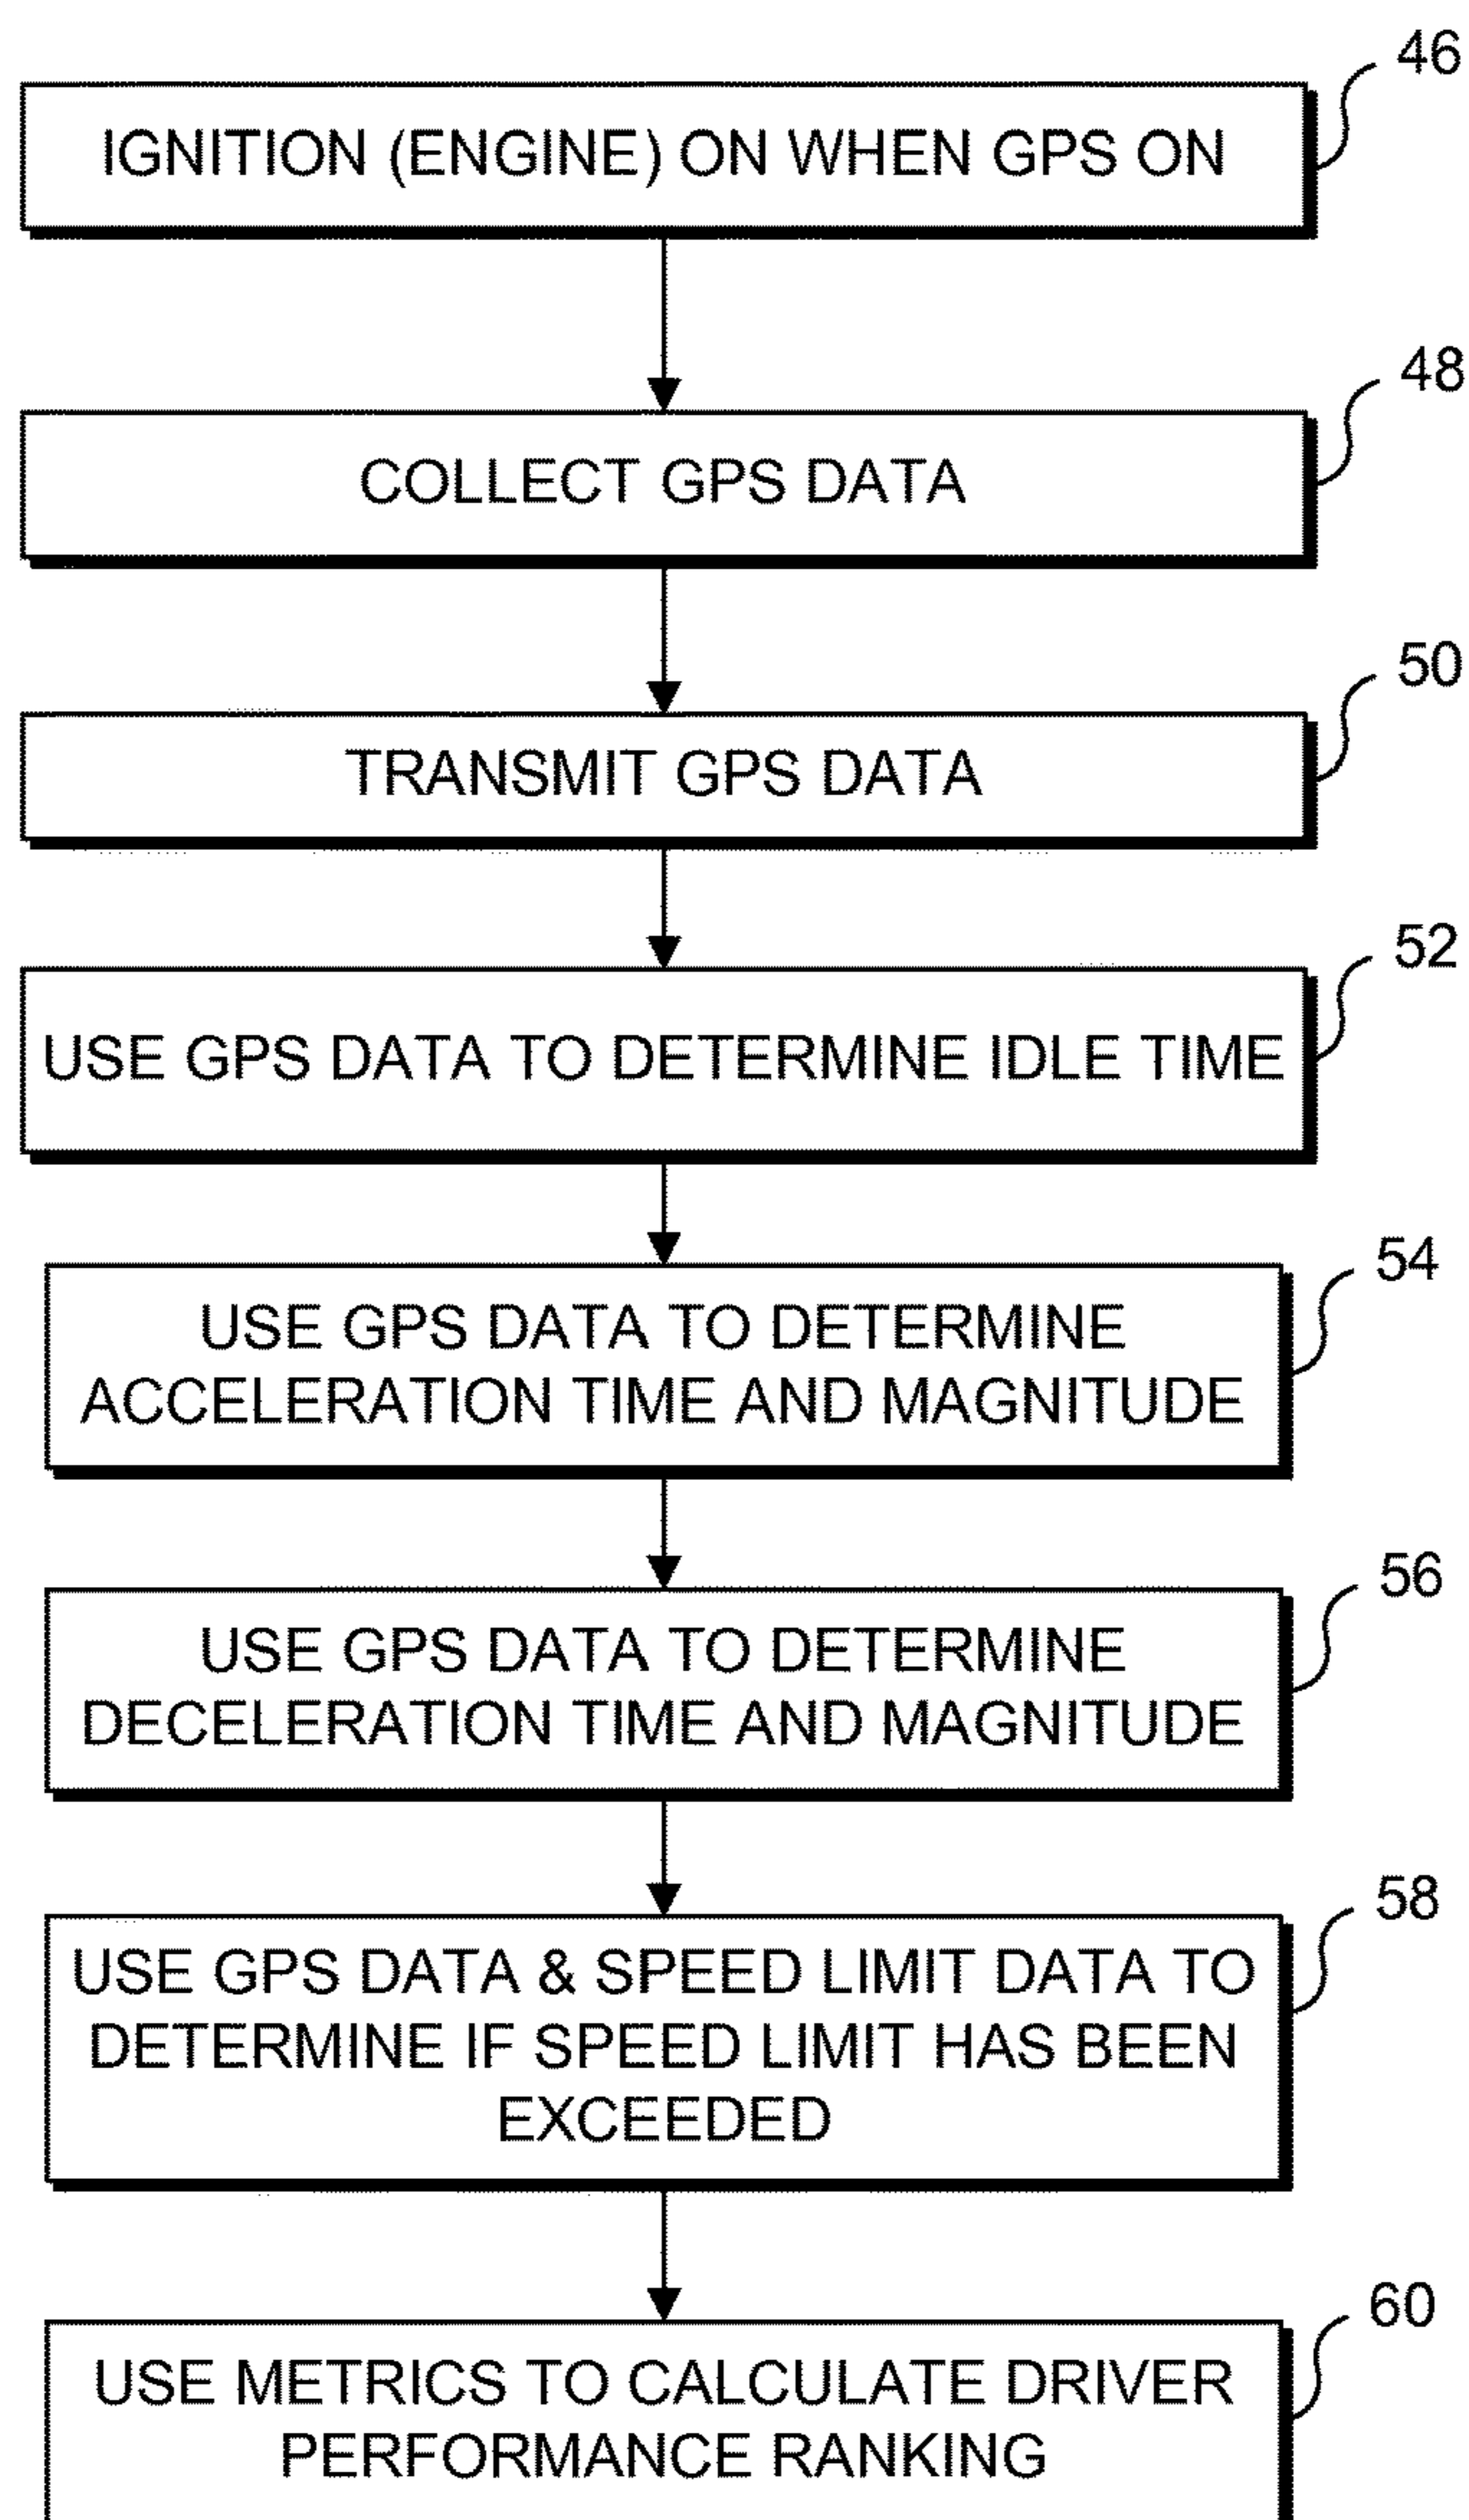 46
IGNITION (ENGINE) ON WHEN GPS ON
48
COLLECT GPS DATA
50
TRANSMIT GPS DATA
52
USE GPS DATA TO DETERMINE IDLE TIME
54
USE GPS DATA TO DETERMINE
ACCELERATION TIME AND MAGNITUDE
56
USE GPS DATA TO DETERMINE
DECELERATION TIME AND MAGNITUDE
58
USE GPS DATA & SPEED LIMIT DATA TO
DETERMINE IF SPEED LIMIT HAS BEEN
EXCEEDED
60
USE METRICS TO CALCULATE DRIVER
PERFORMANCE RANKING